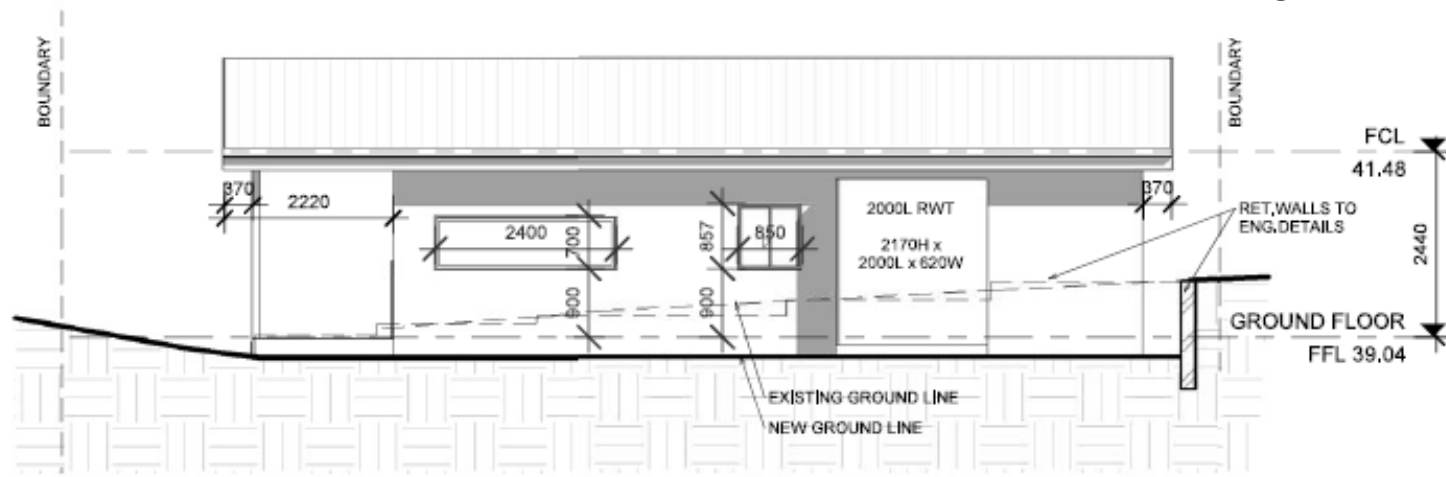 BOUNDARY
BOUNDARY
FCL
41.48
370
2220
370
2000L RWT
2170H x
2000L x 620W
RET,WALLS TO
ENG.DETAILS
2400
700
857
850
2440
900
900
GROUND FLOOR
FFL 39.04
EXISTING GROUND LINE
NEW GROUND LINE